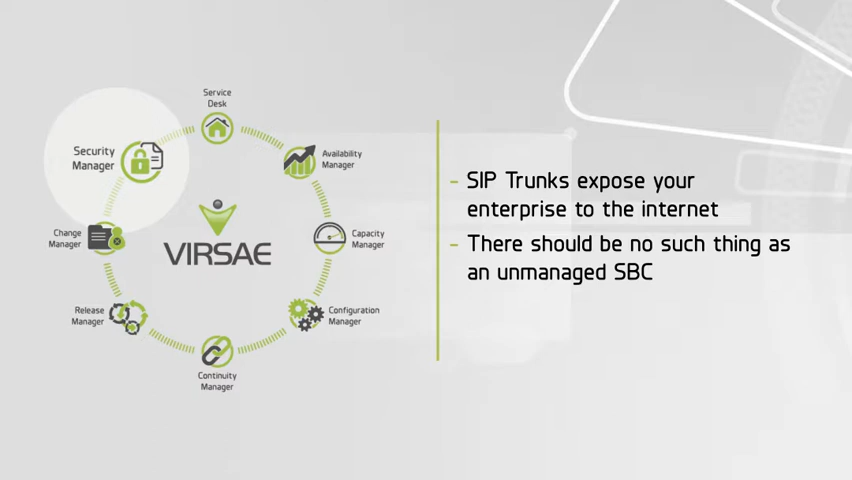 Service
Desk
Security
Manager
Availability
Manager
Change
Manager
VIRSAE
Capacity
Manager
Release
Manager
Configuration
Manager
Continuity
Manager
- SIP Trunks expose your
enterprise to the internet
- There should be no such thing as
an unmanaged SBC